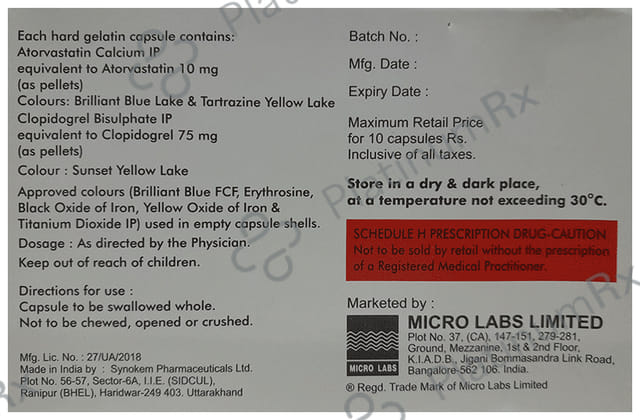 Each hard gelatin capsule contains:
Atorvastatin Calcium IP
equivalent to Atorvastatin 10 mg
(as pellets)
Colours: Brilliant Blue Lake & Tartrazine Yellow Lake
Clopidogrel Bisulphate IP
equivalent to Clopidogrel 75 mg
(as pellets)
Colour : Sunset Yellow Lake
Approved colours (Brilliant Blue FCF, Erythrosine,
Black Oxide of Iron, Yellow Oxide of Iron &
Titanium Dioxide IP) used in empty capsule shells.
Dosage : As directed by the Physician.
Keep out of reach of children.
Directions for use :
Capsule to be swallowed whole.
Not to be chewed, opened or crushed.
Mfg. Lic. No. : 27/UA/2018
Made in India by : Synokem Pharmaceuticals Ltd.
Plot No. 56-57, Sector-6A, I.I.E. (SIDCUL),
Ranipur (BHEL), Haridwar-249 403. Uttarakhand
Batch No. :
Mfg. Date :
Expiry Date :
Maximum Retail Price
for 10 capsules Rs.
Inclusive of all taxes.
Store in a dry & dark place,
at a temperature not exceeding 30°C.
SCHEDULE H PRESCRIPTION DRUG-CAUTION
Not to be sold by retail without the prescription
of a Registered Medical Practitioner.
Marketed by :
MICRO LABS
MICRO LABS LIMITED
Plot No. 37, (CA), 147-151, 279-281,
Ground, Mezzanine, 1st & 2nd Floor,
K.I.A.D.B., Jigani Bommasandra Link Road,
Bangalore-562 106. India.
® Regd. Trade Mark of Micro Labs Limited
PlatinumRx
PlatinumRx